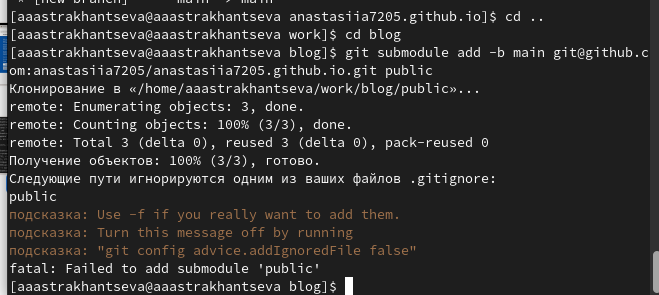 * [new branch]      main -> main
[aaastrakhantseva@aaastrakhantseva anastasiia7205.github.io]$ cd ..
[aaastrakhantseva@aaastrakhantseva work]$ cd blog
[aaastrakhantseva@aaastrakhantseva blog]$ git submodule add -b main git@github.c
om:anastasiia7205/anastasiia7205.github.io.git public
Клонирование в «/home/aaastrakhantseva/work/blog/public»...
remote: Enumerating objects: 3, done.
remote: Counting objects: 100% (3/3), done.
remote: Total 3 (delta 0), reused 3 (delta 0), pack-reused 0
Получение объектов: 100% (3/3), готово.
Следующие пути игнорируются одним из ваших файлов .gitignore:
public
подсказка: Use -f if you really want to add them.
подсказка: Turn this message off by running
подсказка: "git config advice.addIgnoredFile false"
fatal: Failed to add submodule 'public'
[aaastrakhantseva@aaastrakhantseva blog]$